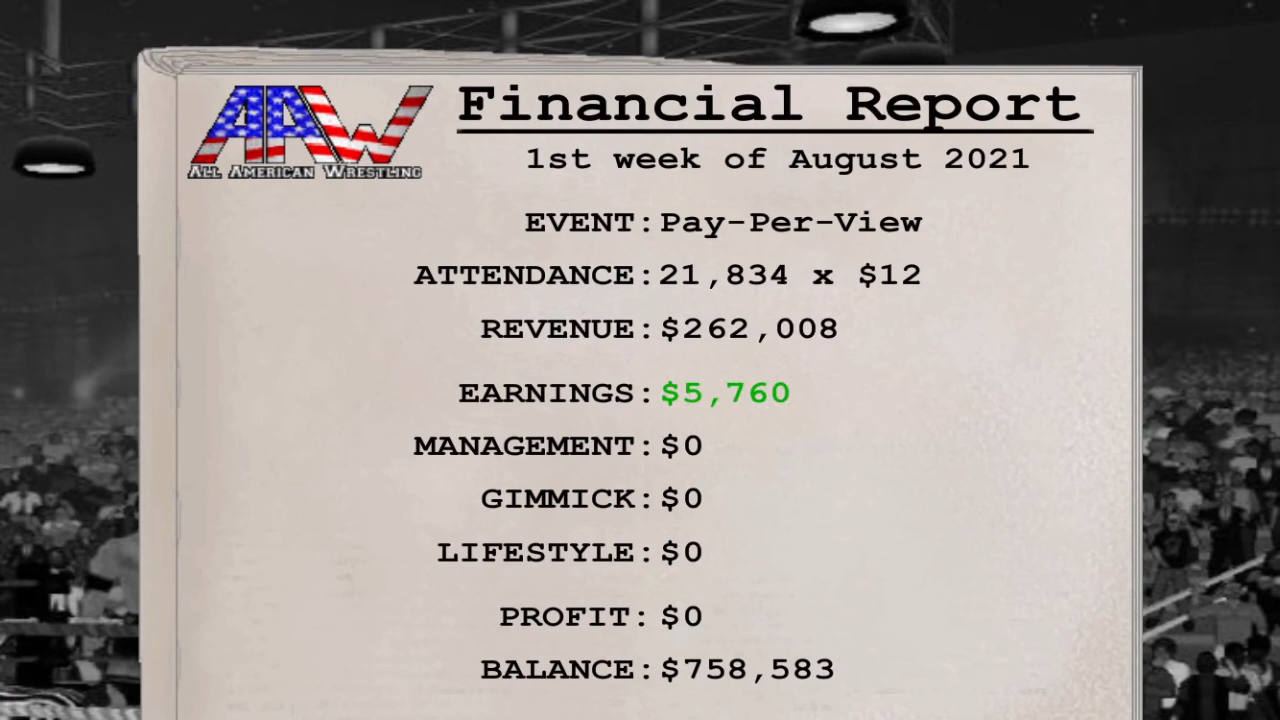 AAW
ALL AMERICAN WRESTLING
Financial Report
1st week of August 2021
EVENT: Pay-Per-View
ATTENDANCE: 21,834 x $12
REVENUE: $262,008
EARNINGS: $5,760
MANAGEMENT: $0
GIMMICK: $0
LIFESTYLE: $0
PROFIT: $0
BALANCE: $758,583